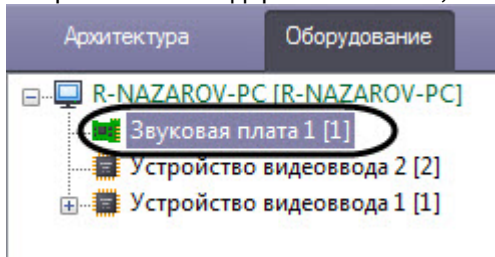 Архитектура Оборудование
R-NAZAROV-PC [R-NAZAROV-PC]
Звуковая плата 1 [1]
Устройство видеоввода 2 [2]
Устройство видеоввода 1 [1]